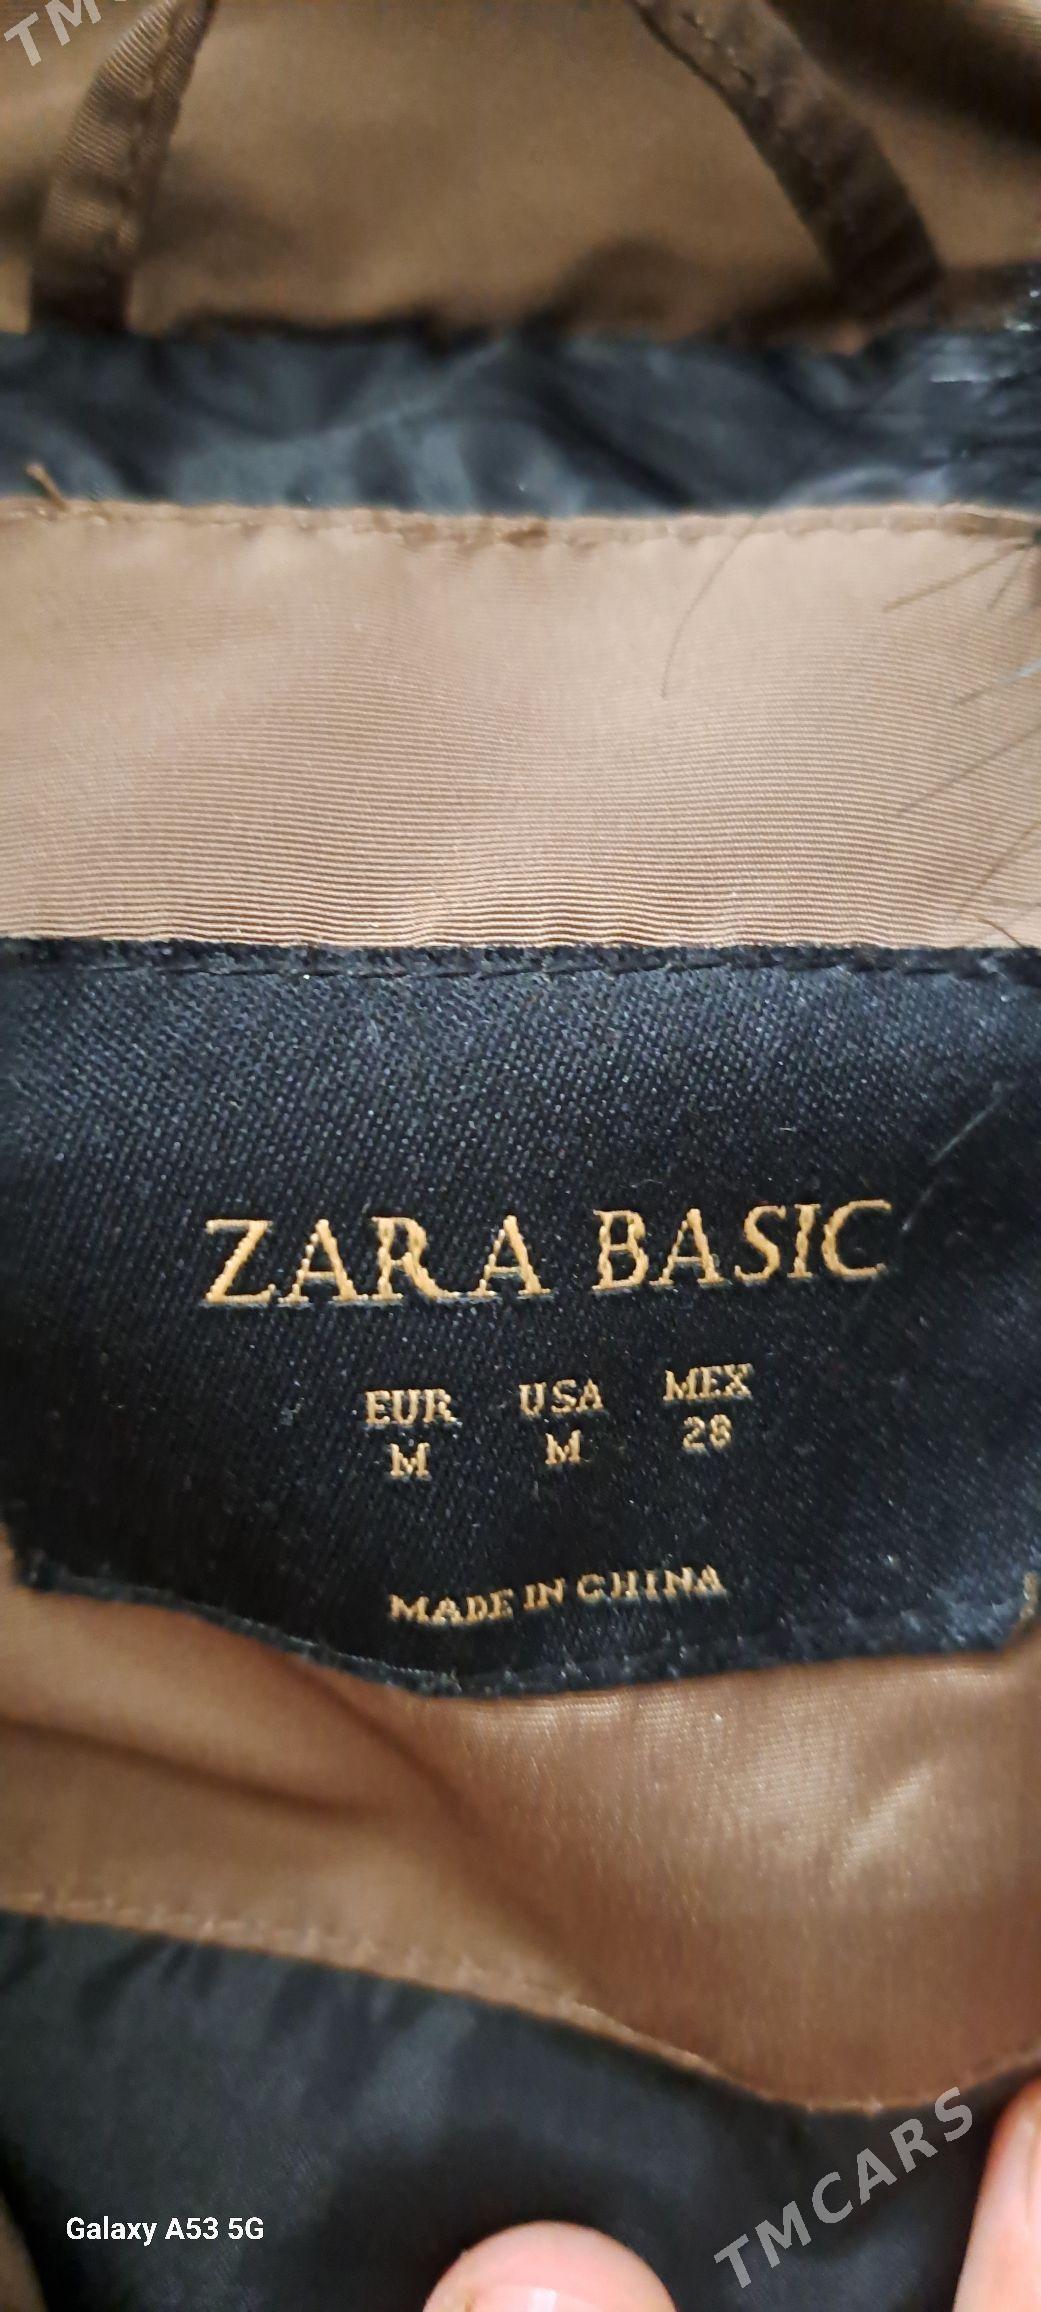 TM
ZARA BASIC
EUR USA MEX
M M 28
MADE IN CHINA
TMCARS
Galaxy A53 5G